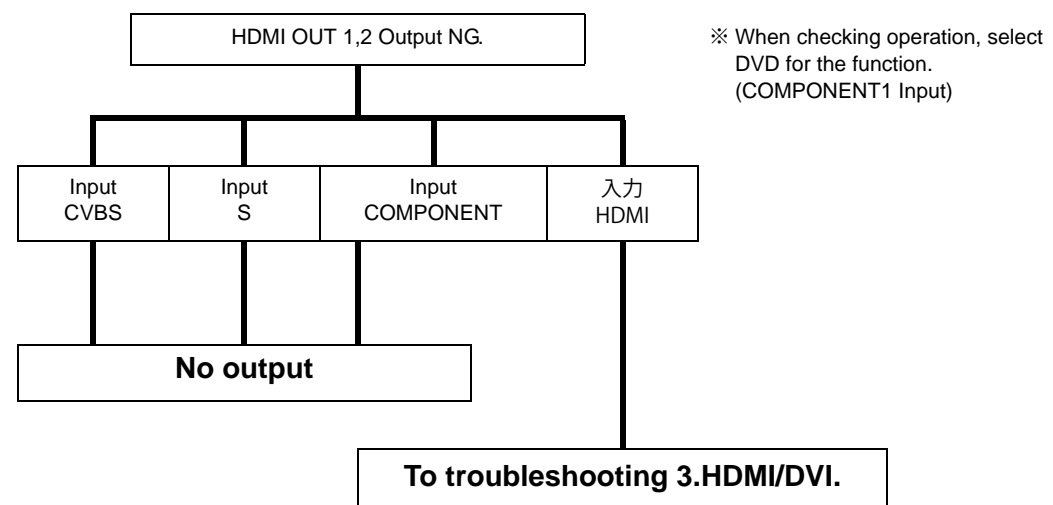 HDMI OUT 1,2 Output NG.
※ When checking operation, select
DVD for the function.
(COMPONENT1 Input)
Input
CVBS
Input
S
Input
COMPONENT
入力
HDMI
No output
To troubleshooting 3.HDMI/DVI.